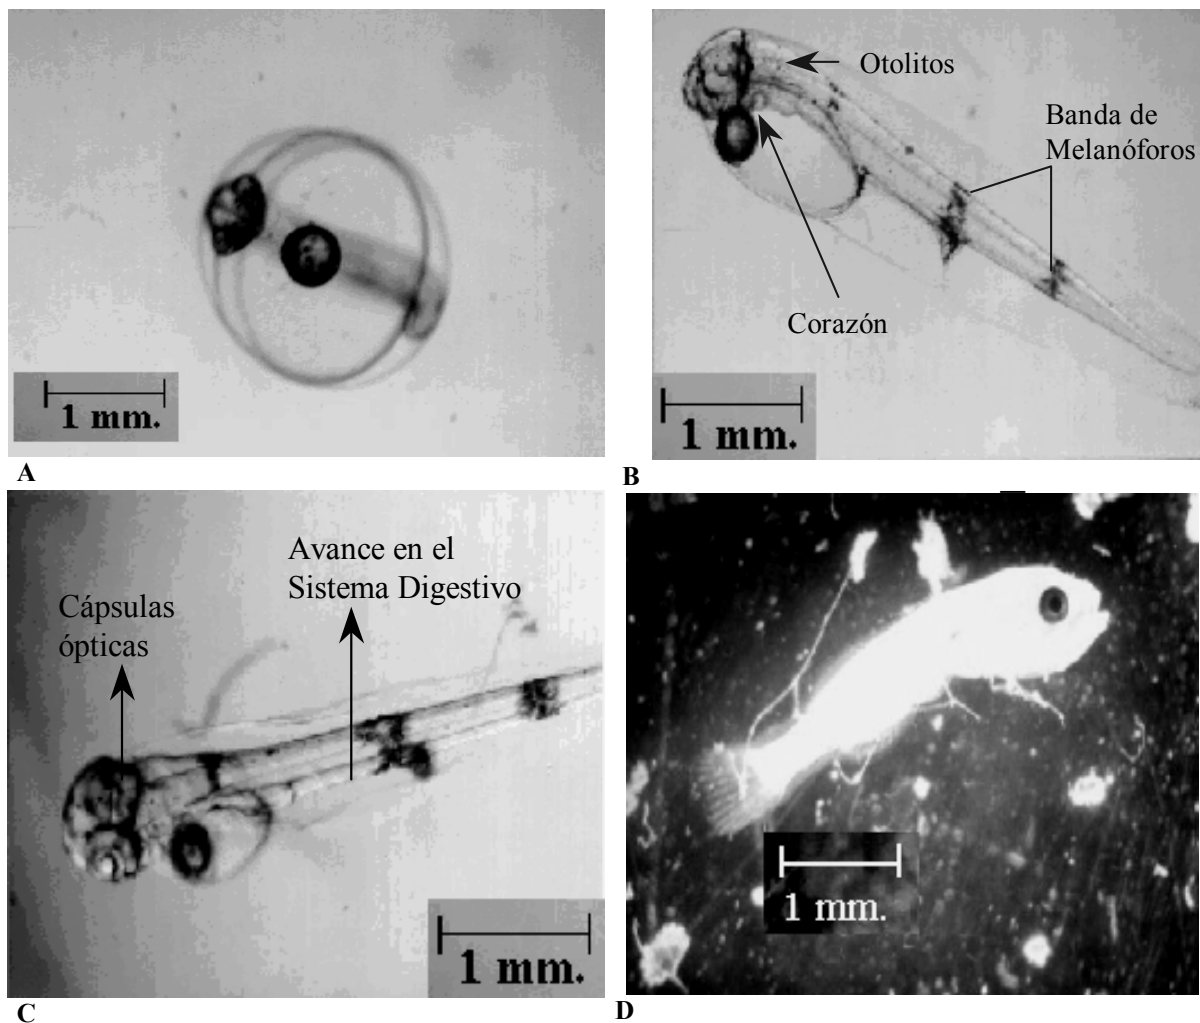 Otolitos
Banda de
Melanóforos
Corazón
1 mm.
1 mm.
A
B
Avance en el
Sistema Digestivo
Cápsulas
ópticas
1 mm.
1 mm.
C
D